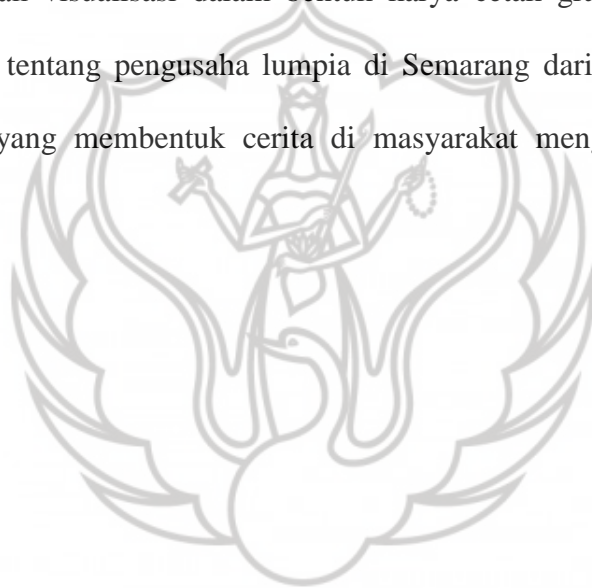 visualisasi dalam bentuk karya cetak
tentang pengusaha lumpia di Semarang dari
yang membentuk cerita di masyarakat